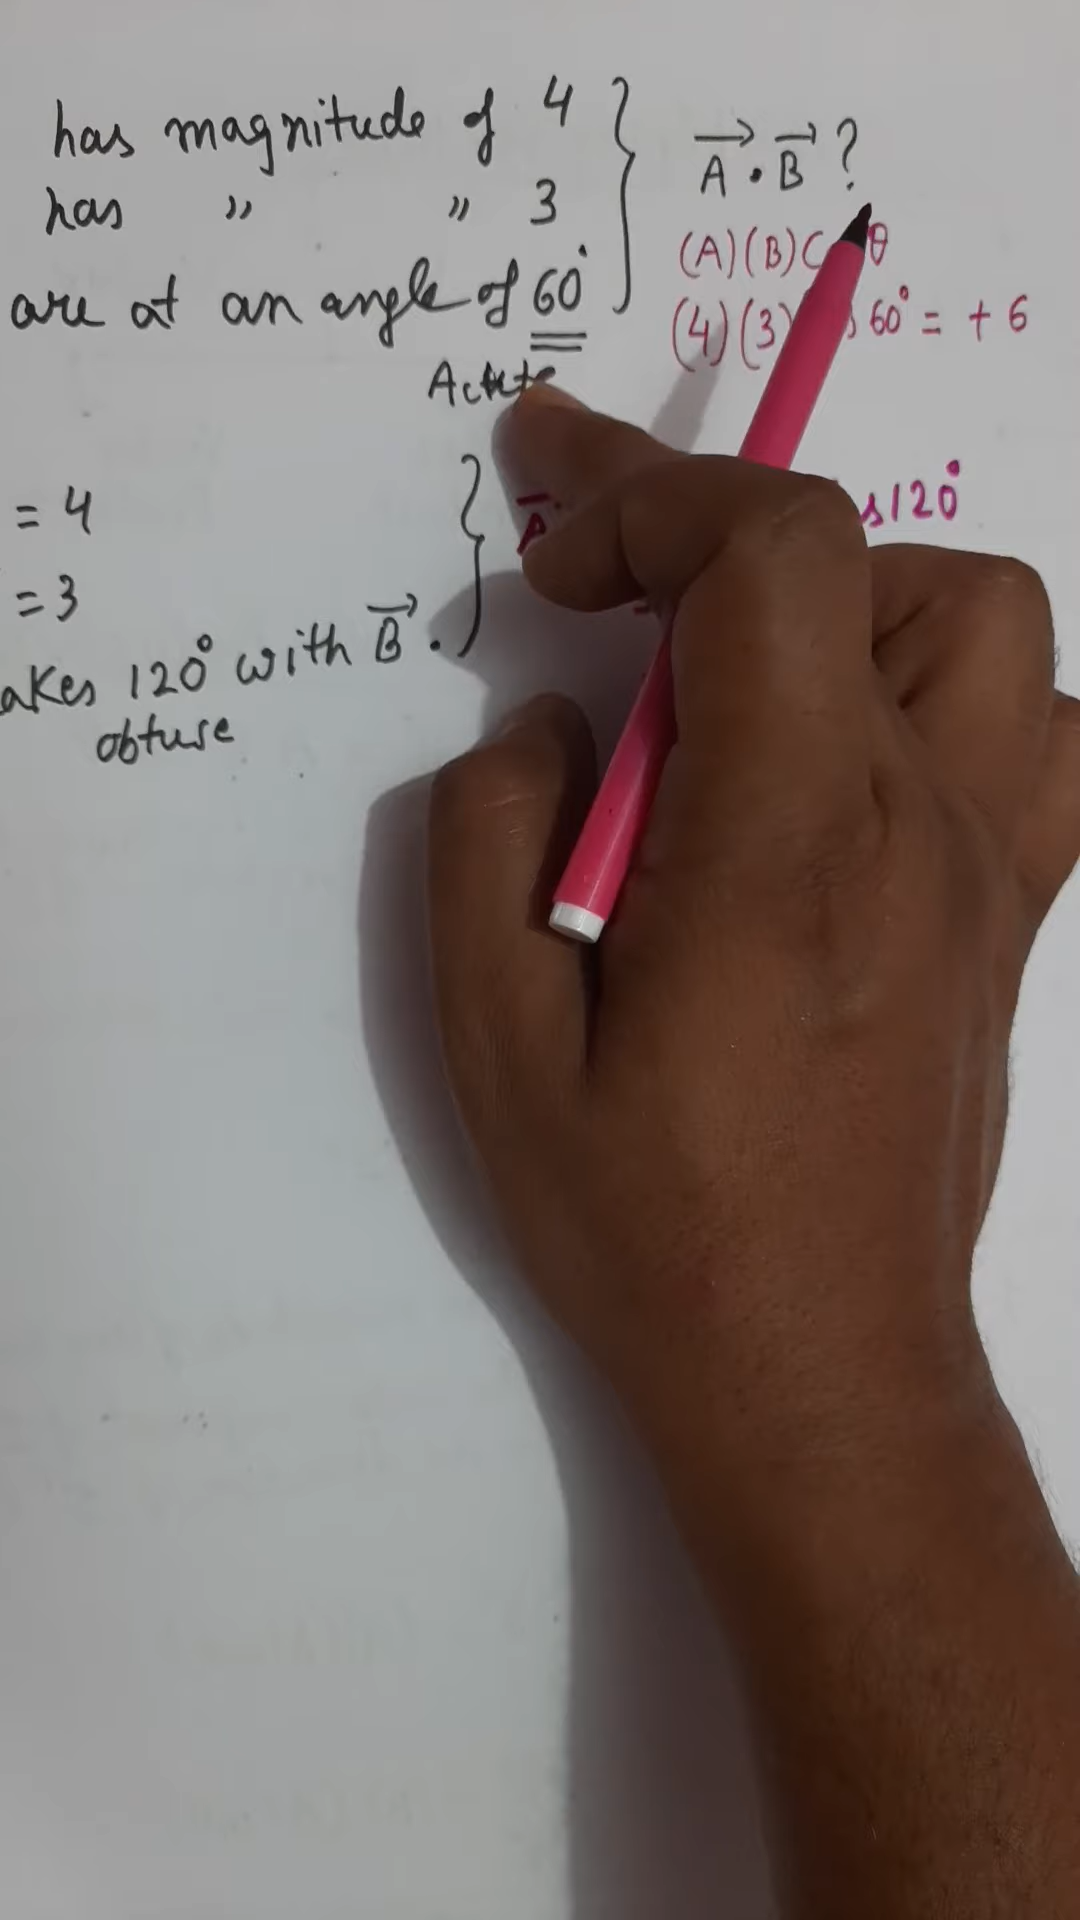 has magnitude of 4
has " " 3
are at an angle of 60°
Acute
A . B ?
(A)(B)C θ
(4)(3) s 60° = + 6
= 4
= 3
akes 120° with B .
obtuse
A
s120°